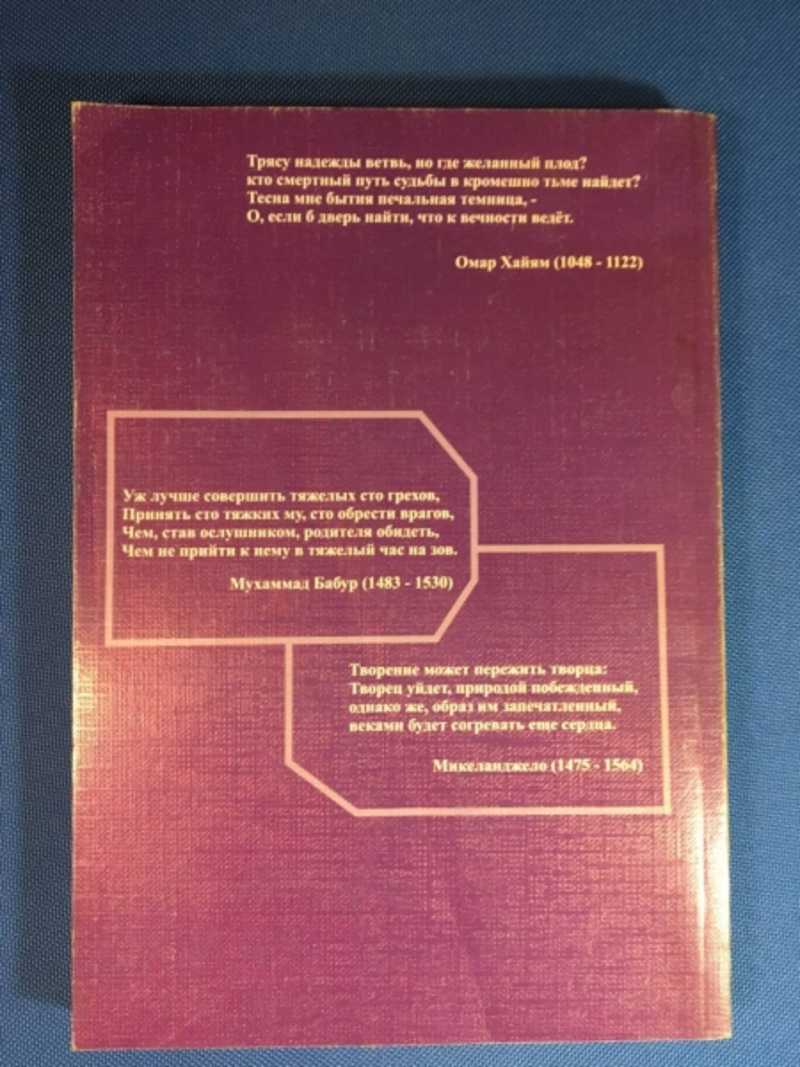 Трясу надежды ветвь, но где желанный плод?
кто смертный путь судьбы в кромешно тьме найдет?
Тесна мне бытия печальная темница, -
О, если б дверь найти, что к вечности ведёт.
Омар Хайям (1048 - 1122)
Уж лучше совершить тяжелых сто грехов,
Принять сто тяжких му, сто обрести врагов,
Чем, став ослушником, родителя обидеть,
Чем не прийти к нему в тяжелый час на зов.
Мухаммад Бабур (1483 - 1530)
Творение может пережить творца:
Творец уйдет, природой побежденный,
однако же, образ им запечатленный,
веками будет согревать еще сердца.
Микеланджело (1475 - 1564)